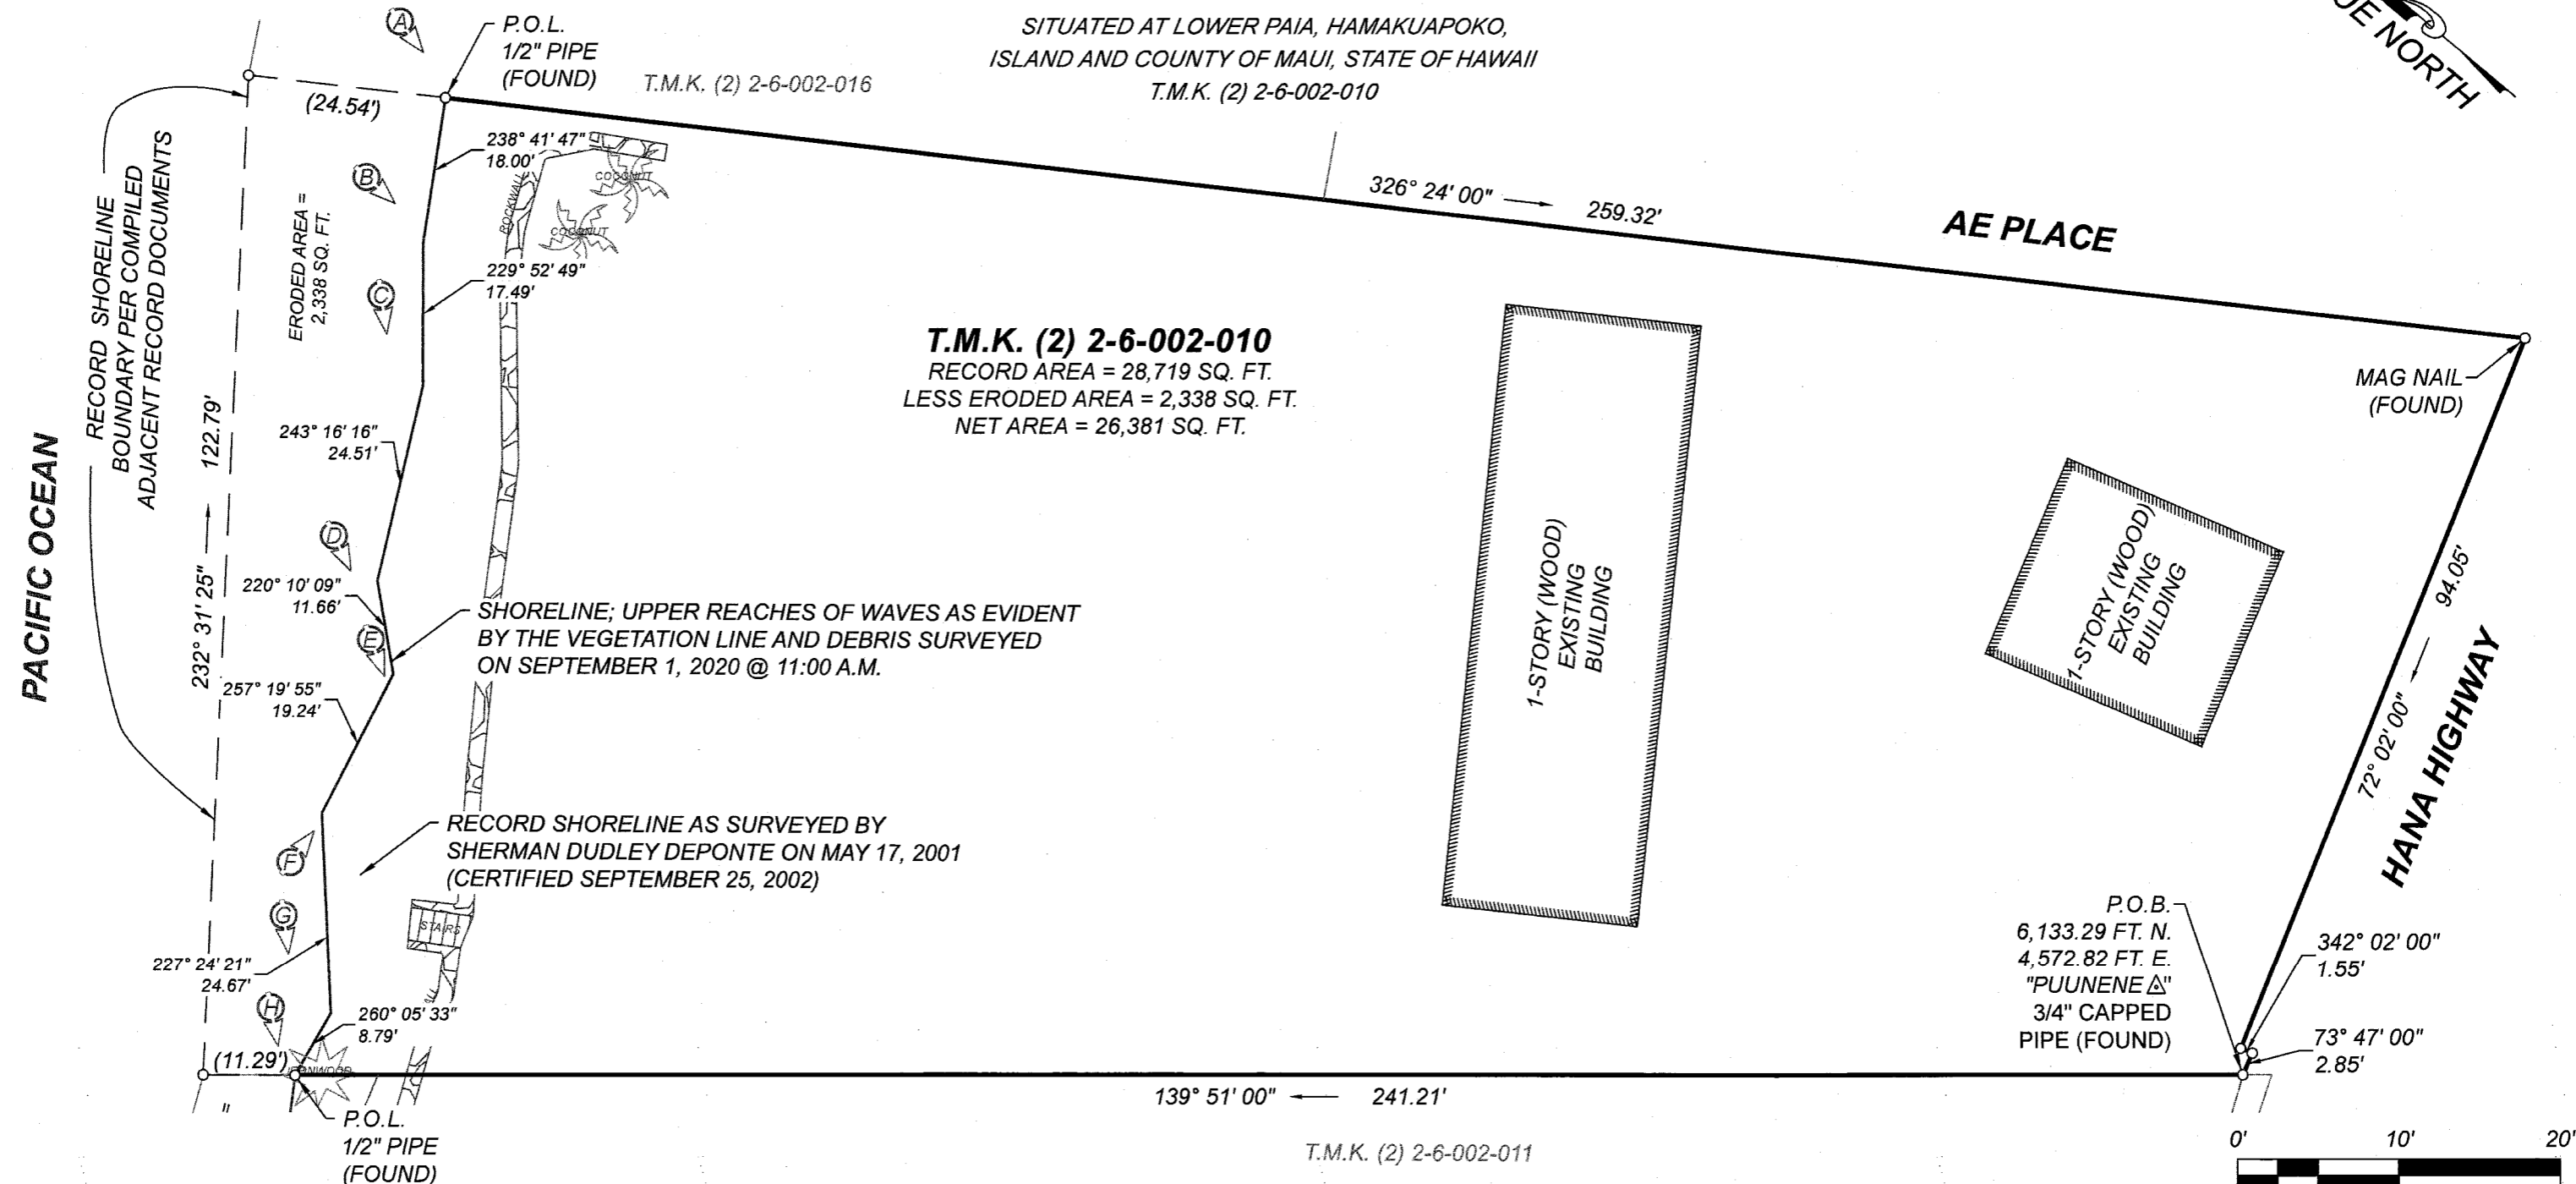 SITUATED AT LOWER PAIA, HAMAKUAPOKO,
ISLAND AND COUNTY OF MAUI, STATE OF HAWAII
T.M.K. (2) 2-6-002-010
NORTH
A
P.O.L.
1/2" PIPE
(FOUND)
T.M.K. (2) 2-6-002-016
(24.54')
238° 41' 47"
18.00'
ROCKWALL
COCONUT
COCONUT
B
326° 24' 00"
259.32'
AE PLACE
RECORD SHORELINE
BOUNDARY PER COMPILED
ADJACENT RECORD DOCUMENTS
ERODED AREA =
2,338 SQ. FT.
C
229° 52' 49"
17.49'
T.M.K. (2) 2-6-002-010
RECORD AREA = 28,719 SQ. FT.
LESS ERODED AREA = 2,338 SQ. FT.
NET AREA = 26,381 SQ. FT.
MAG NAIL
(FOUND)
PACIFIC OCEAN
232° 31' 25"
122.79'
243° 16' 16"
24.51'
D
220° 10' 09"
11.66'
E
SHORELINE; UPPER REACHES OF WAVES AS EVIDENT
BY THE VEGETATION LINE AND DEBRIS SURVEYED
ON SEPTEMBER 1, 2020 @ 11:00 A.M.
1-STORY (WOOD)
EXISTING
BUILDING
1-STORY (WOOD)
EXISTING
BUILDING
72° 02' 00"
94.05'
HANA HIGHWAY
257° 19' 55"
19.24'
RECORD SHORELINE AS SURVEYED BY
SHERMAN DUDLEY DEPONTE ON MAY 17, 2001
(CERTIFIED SEPTEMBER 25, 2002)
F
G
STAIRS
227° 24' 21"
24.67'
H
260° 05' 33"
8.79'
(11.29')
P.O.B.
6,133.29 FT. N.
4,572.82 FT. E.
"PUUNENE"
3/4" CAPPED
PIPE (FOUND)
342° 02' 00"
1.55'
73° 47' 00"
2.85'
139° 51' 00"
241.21'
P.O.L.
1/2" PIPE
(FOUND)
T.M.K. (2) 2-6-002-011
0' 10' 20'